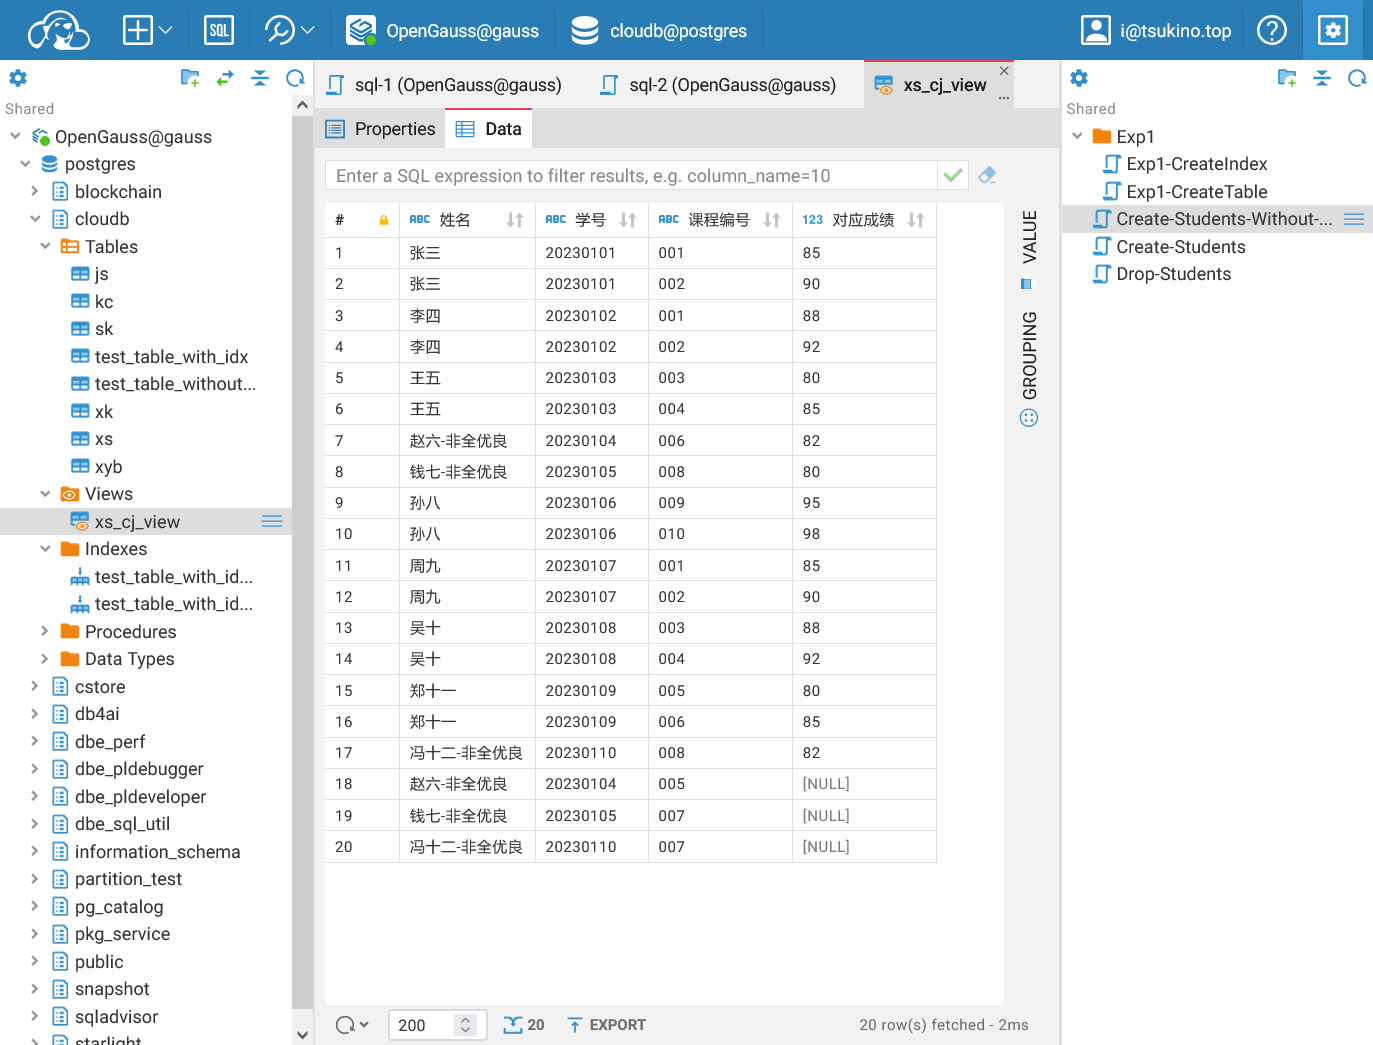 SQL
OpenGauss@gauss
cloudb@postgres
i@tsukino.top
Shared
OpenGauss@gauss
postgres
blockchain
cloudb
Tables
js
kc
sk
test_table_with_idx
test_table_without...
xk
xs
xyb
Views
xs_cj_view
Indexes
test_table_with_id...
test_table_with_id...
Procedures
Data Types
cstore
db4ai
dbe_perf
dbe_pldebugger
dbe_pldeveloper
dbe_sql_util
information_schema
partition_test
pg_catalog
pkg_service
public
snapshot
sqladvisor
starlight
sql-1 (OpenGauss@gauss)
sql-2 (OpenGauss@gauss)
xs_cj_view
Properties
Data
Enter a SQL expression to filter results, e.g. column_name=10
# ABC 姓名 ABC 学号 ABC 课程编号 123 对应成绩
1 张三 20230101 001 85
2 张三 20230101 002 90
3 李四 20230102 001 88
4 李四 20230102 002 92
5 王五 20230103 003 80
6 王五 20230103 004 85
7 赵六-非全优良 20230104 006 82
8 钱七-非全优良 20230105 008 80
9 孙八 20230106 009 95
10 孙八 20230106 010 98
11 周九 20230107 001 85
12 周九 20230107 002 90
13 吴十 20230108 003 88
14 吴十 20230108 004 92
15 郑十一 20230109 005 80
16 郑十一 20230109 006 85
17 冯十二-非全优良 20230110 008 82
18 赵六-非全优良 20230104 005 [NULL]
19 钱七-非全优良 20230105 007 [NULL]
20 冯十二-非全优良 20230110 007 [NULL]
VALUE
GROUPING
200
20
EXPORT
20 row(s) fetched - 2ms
Shared
Exp1
Exp1-CreateIndex
Exp1-CreateTable
Create-Students-Without-...
Create-Students
Drop-Students